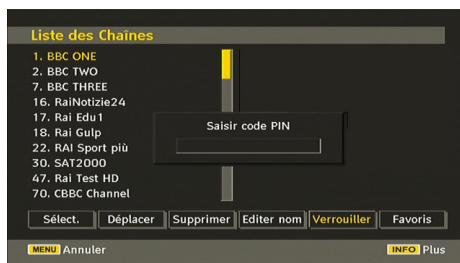 Liste des Chaînes
1. BBC ONE
2. BBC TWO
7. BBC THREE
16. RaiNotizie24
17. Rai Edu1
18. Rai Gulp
22. RAI Sport più
30. SAT2000
47. Rai Test HD
70. CBBC Channel
Saisir code PIN
Sélect. Déplacer Supprimer Editer nom Verrouiller Favoris
MENU Annuler INFO Plus